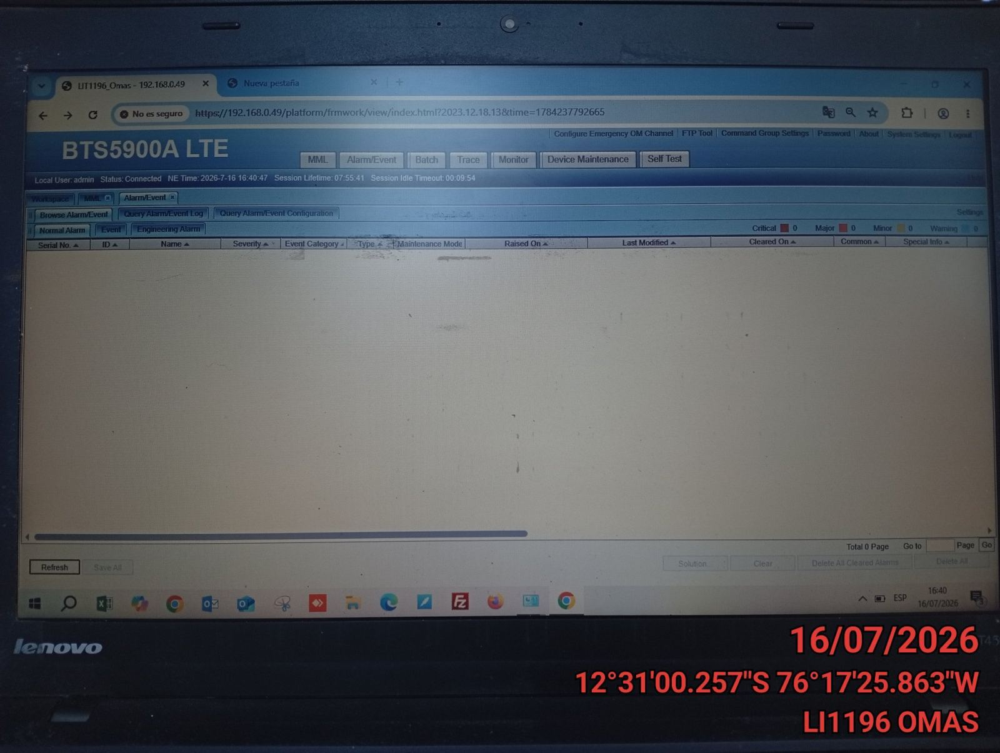 LIT1196_Omas - 192.168.0.49
Nueva pestaña
No es seguro
https://192.168.0.49/platform/frmwork/view/index.html?2023.12.18.13&time=1784237792665
Configure Emergency OM Channel | FTP Tool | Command Group Settings | Password | About | System Settings | Logout
BTS5900A LTE
MML Alarm/Event Batch Trace Monitor Device Maintenance Self Test
Local User: admin Status: Connected NE Time: 2026-7-16 16:40:47 Session Lifetime: 07:55:41 Session Idle Timeout: 00:09:54
Workspace MML Alarm/Event
Browse Alarm/Event Query Alarm/Event Log Query Alarm/Event Configuration Settings
Normal Alarm Event Engineering Alarm Critical 0 Major 0 Minor 0 Warning 0
Serial No. ID Name Severity Event Category Type Maintenance Mode Raised On Last Modified Cleared On Common Special Info
Total 0 Page Go to Page Go
Refresh Save All Solution Clear Delete All Cleared Alarms Delete All
ESP
16:40
16/07/2026
3
lenovo
16/07/2026
12°31'00.257"S 76°17'25.863"W
LI1196 OMAS